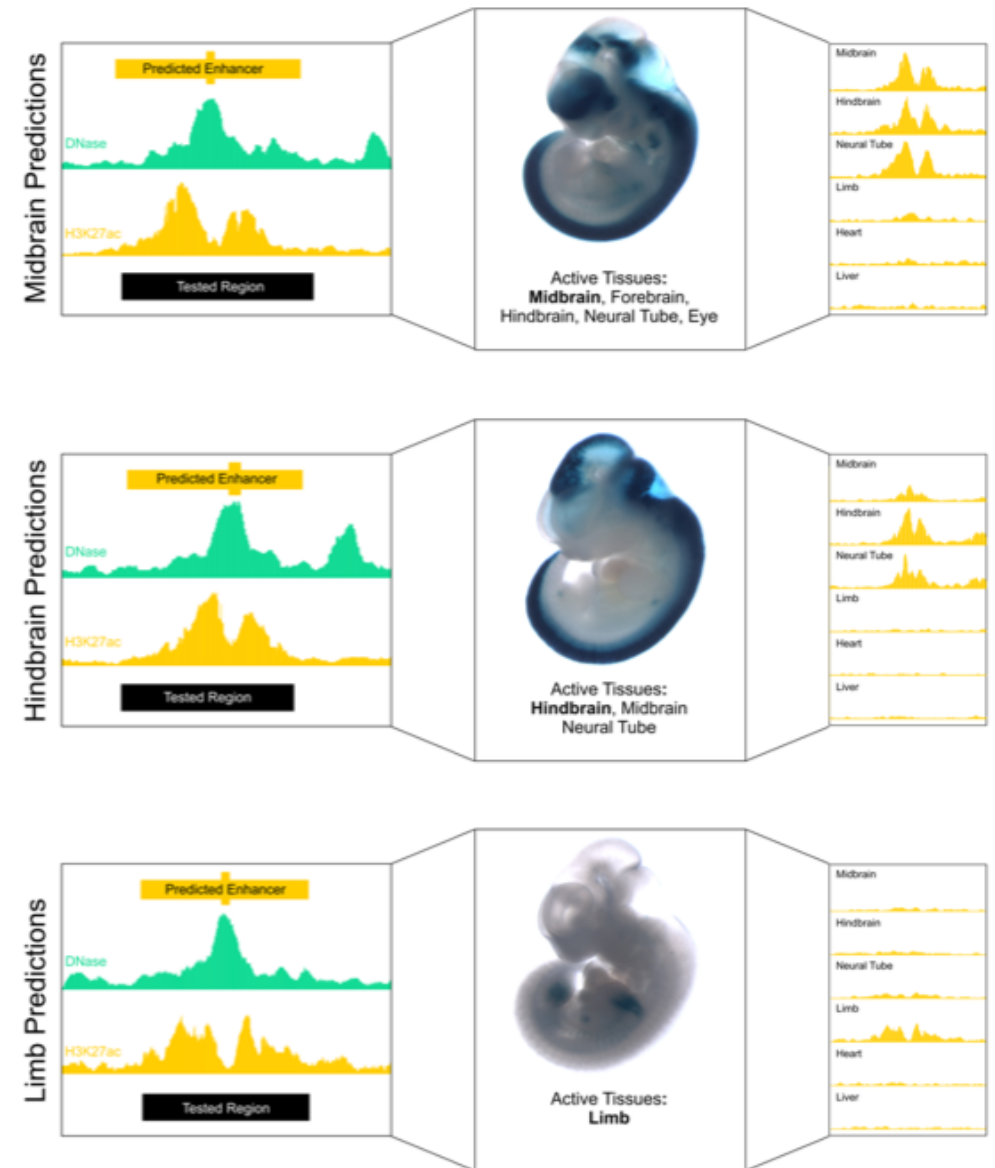 Midbrain Predictions
Predicted Enhancer
DNase
H3K27ac
Tested Region
Active Tissues:
Midbrain, Forebrain,
Hindbrain, Neural Tube, Eye
Midbrain
Hindbrain
Neural Tube
Limb
Heart
Liver
Hindbrain Predictions
Predicted Enhancer
DNase
H3K27ac
Tested Region
Active Tissues:
Hindbrain, Midbrain
Neural Tube
Midbrain
Hindbrain
Neural Tube
Limb
Heart
Liver
Limb Predictions
Predicted Enhancer
DNase
H3K27ac
Tested Region
Active Tissues:
Limb
Midbrain
Hindbrain
Neural Tube
Limb
Heart
Liver